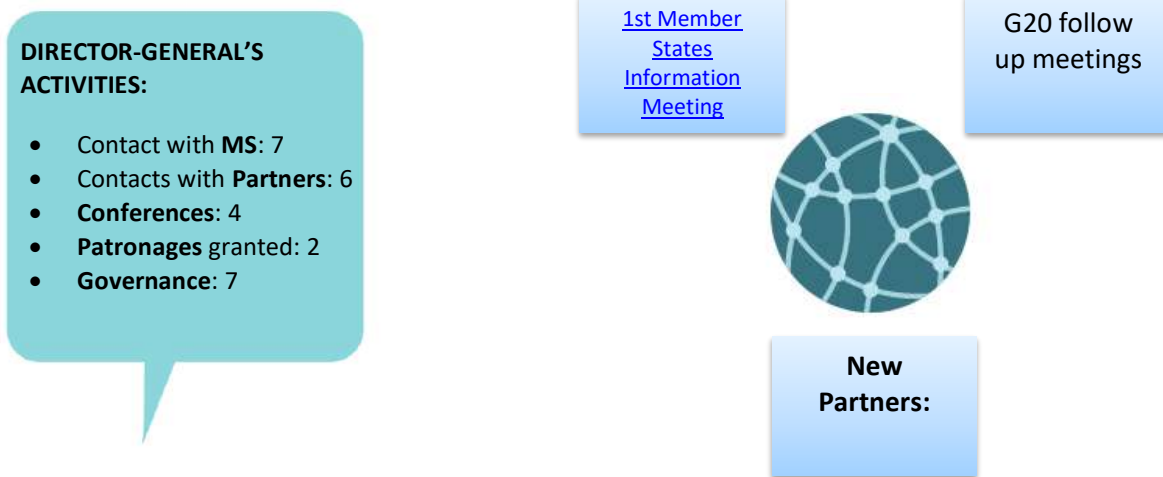 DIRECTOR-GENERAL’S
ACTIVITIES:
• Contact with MS: 7
• Contacts with Partners: 6
• Conferences: 4
• Patronages granted: 2
• Governance: 7
1st Member
States
Information
Meeting
G20 follow
up meetings
New
Partners: